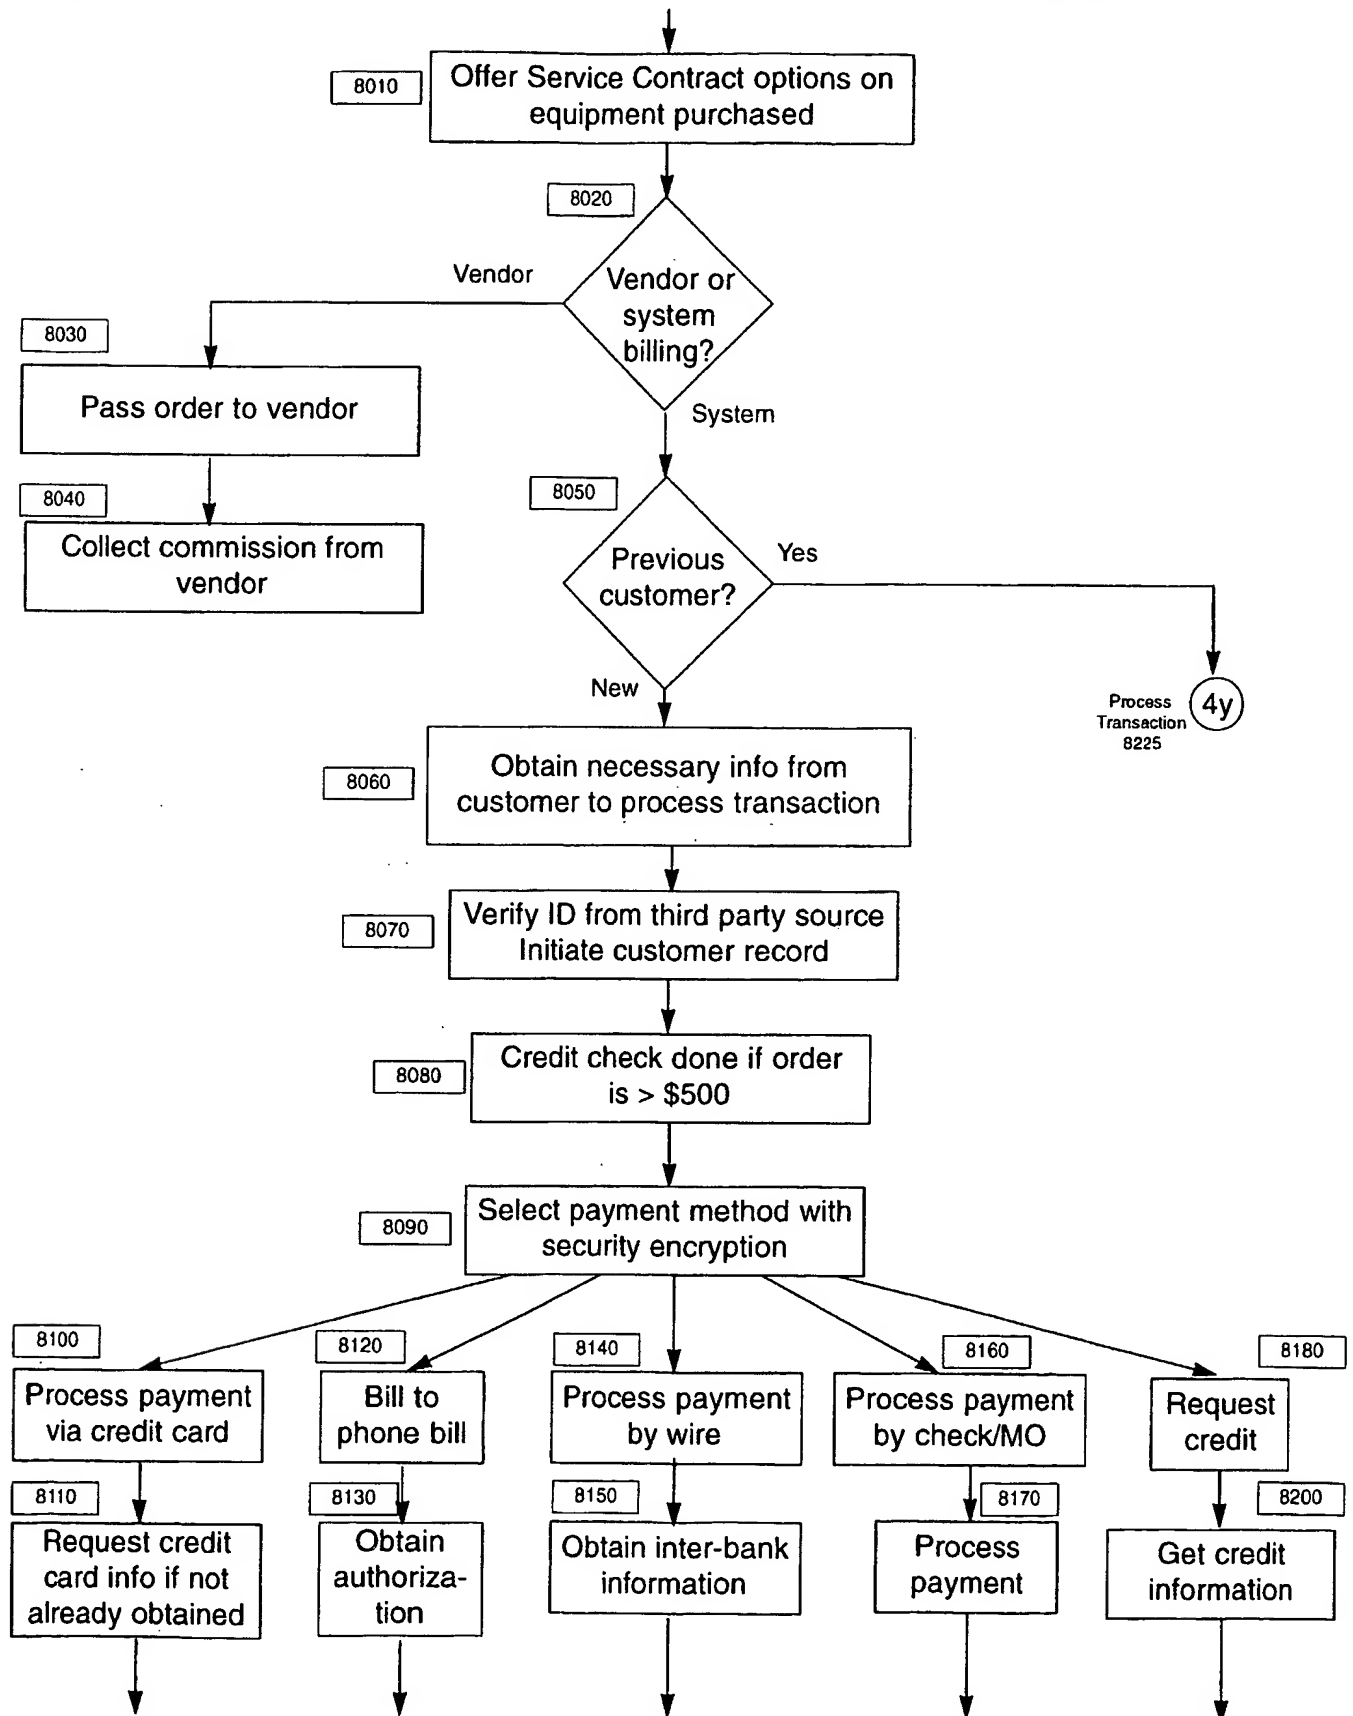 8010
Offer Service Contract options on
equipment purchased
8020
Vendor
Vendor or
system
billing?
8030
Pass order to vendor
System
8040
Collect commission from
vendor
8050
Previous
customer?
Yes
New
Process
Transaction
8225
4y
8060
Obtain necessary info from
customer to process transaction
8070
Verify ID from third party source
Initiate customer record
8080
Credit check done if order
is > $500
8090
Select payment method with
security encryption
8100
Process payment
via credit card
8120
Bill to
phone bill
8140
Process payment
by wire
8160
Process payment
by check/MO
8180
Request
credit
8110
Request credit
card info if not
already obtained
8130
Obtain
authoriza-
tion
8150
Obtain inter-bank
information
8170
Process
payment
8200
Get credit
information